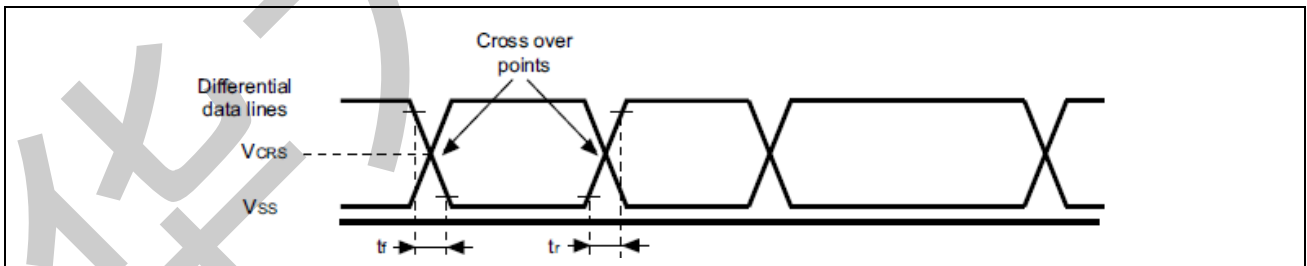 Cross over
points
Differential
data lines
VCRS
VSS
tf
tr